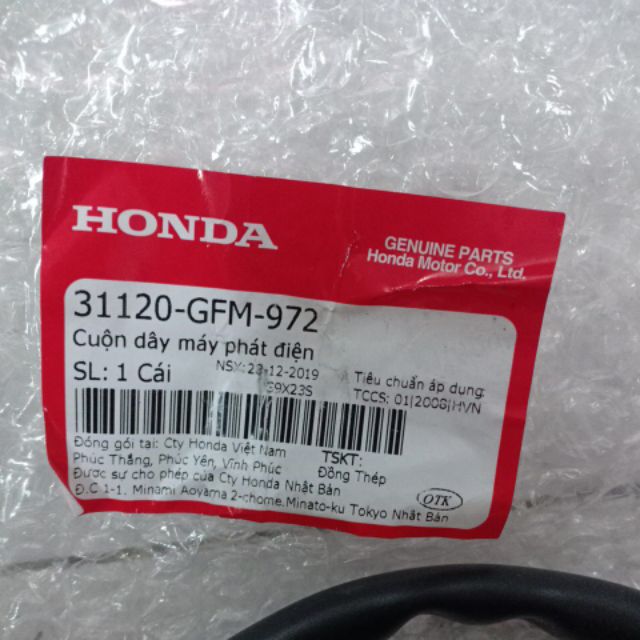 HONDA
GENUINE PARTS
Honda Motor Co., Ltd.
31120-GFM-972
Cuộn dây máy phát điện
SL: 1 Cái
NSX: 23-12-2019
G9X23S
Tiêu chuẩn áp dụng:
TCCS: 01|2008|HVN
Đóng gói tại: Cty Honda Việt Nam
Phúc Thắng, Phúc Yên, Vĩnh Phúc
TSKT:
Đồng Thép
Được sự cho phép của Cty Honda Nhật Bản
Đ.C 1-1. Minami Aoyama 2-chome.Minato-ku Tokyo Nhật Bản
OTK